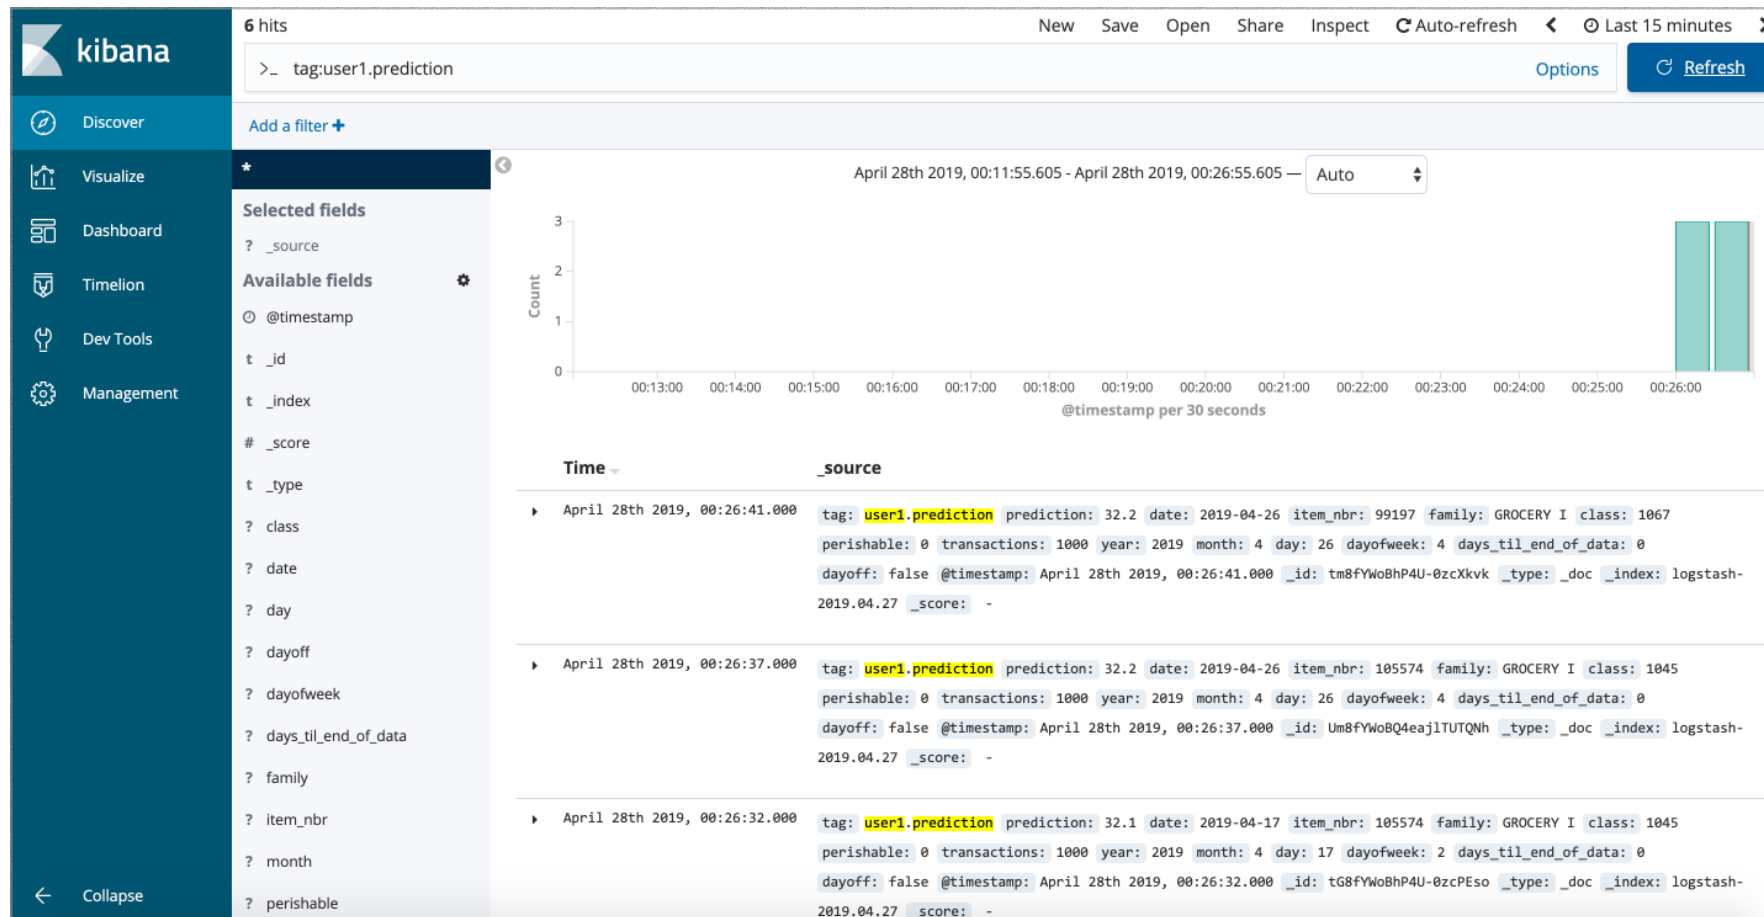 kibana
Discover
Visualize
Dashboard
Timelion
Dev Tools
Management
Collapse
6 hits
New Save Open Share Inspect Auto-refresh Last 15 minutes
>_ tag:user1.prediction Options Refresh
Add a filter +
*
Selected fields
? _source
Available fields
@timestamp
t _id
t _index
# _score
t _type
? class
? date
? day
? dayoff
? dayofweek
? days_til_end_of_data
? family
? item_nbr
? month
? perishable
April 28th 2019, 00:11:55.605 - April 28th 2019, 00:26:55.605 — Auto
3
2
1
0
Count
00:13:00 00:14:00 00:15:00 00:16:00 00:17:00 00:18:00 00:19:00 00:20:00 00:21:00 00:22:00 00:23:00 00:24:00 00:25:00 00:26:00
@timestamp per 30 seconds
Time _source
April 28th 2019, 00:26:41.000 tag: user1.prediction prediction: 32.2 date: 2019-04-26 item_nbr: 99197 family: GROCERY I class: 1067
perishable: 0 transactions: 1000 year: 2019 month: 4 day: 26 dayofweek: 4 days_til_end_of_data: 0
dayoff: false @timestamp: April 28th 2019, 00:26:41.000 _id: tm8fYWoBhP4U-0zcXkvk _type: _doc _index: logstash-
2019.04.27 _score: -
April 28th 2019, 00:26:37.000 tag: user1.prediction prediction: 32.2 date: 2019-04-26 item_nbr: 105574 family: GROCERY I class: 1045
perishable: 0 transactions: 1000 year: 2019 month: 4 day: 26 dayofweek: 4 days_til_end_of_data: 0
dayoff: false @timestamp: April 28th 2019, 00:26:37.000 _id: Um8fYWoBQ4eajlTUTQNh _type: _doc _index: logstash-
2019.04.27 _score: -
April 28th 2019, 00:26:32.000 tag: user1.prediction prediction: 32.1 date: 2019-04-17 item_nbr: 105574 family: GROCERY I class: 1045
perishable: 0 transactions: 1000 year: 2019 month: 4 day: 17 dayofweek: 2 days_til_end_of_data: 0
dayoff: false @timestamp: April 28th 2019, 00:26:32.000 _id: tG8fYWoBhP4U-0zcPEso _type: _doc _index: logstash-
2019.04.27 _score: -